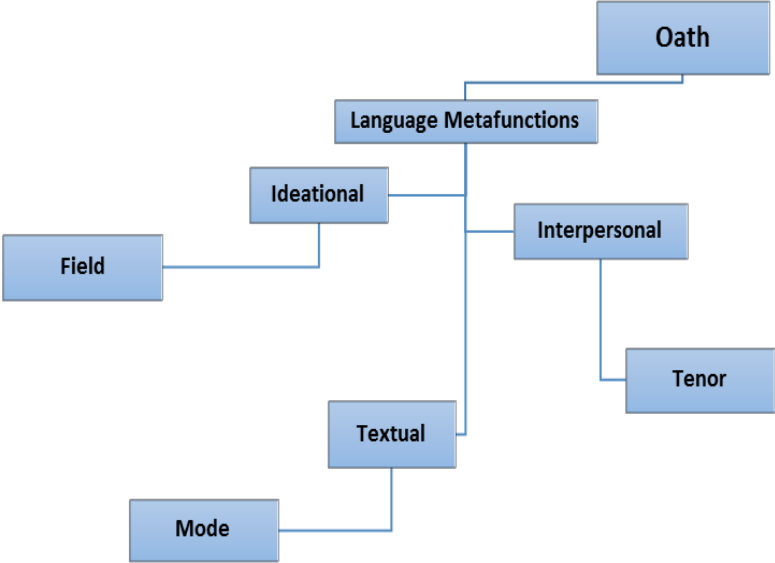 Oath
Language Metafunctions
Ideational
Interpersonal
Field
Tenor
Textual
Mode